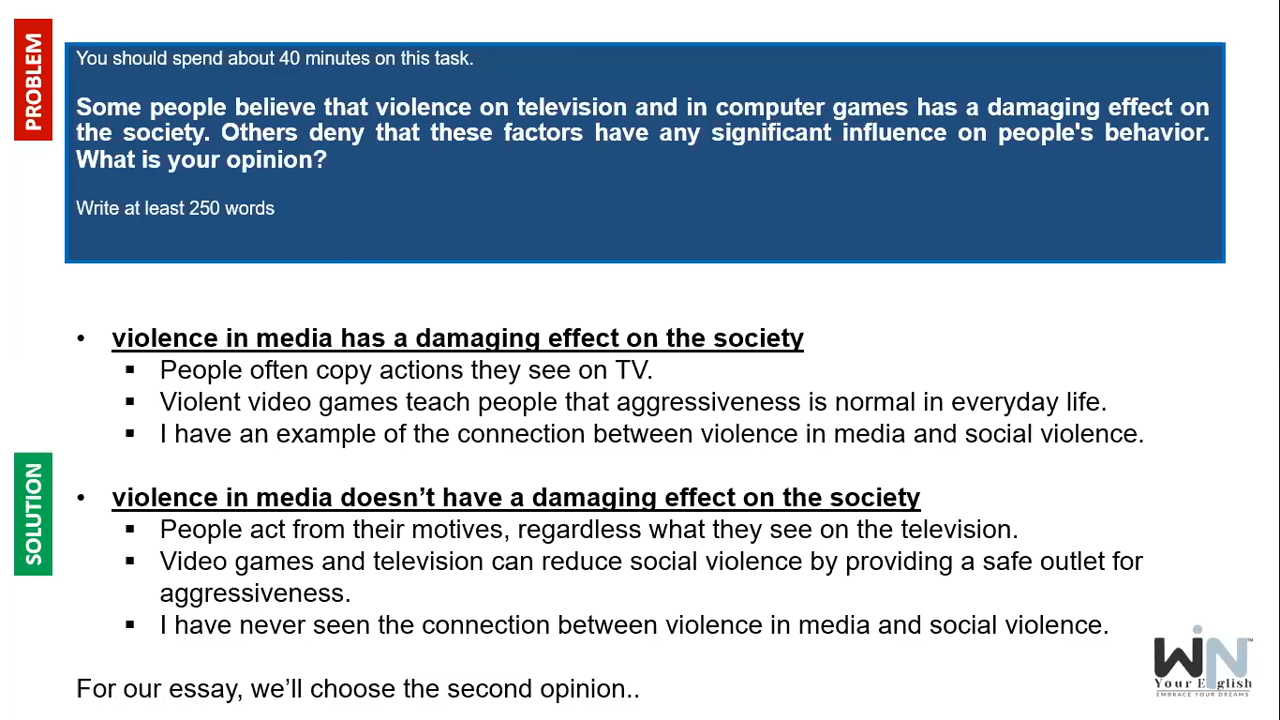 PROBLEM
You should spend about 40 minutes on this task.
Some people believe that violence on television and in computer games has a damaging effect on
the society. Others deny that these factors have any significant influence on people's behavior.
What is your opinion?
Write at least 250 words
• violence in media has a damaging effect on the society
▪ People often copy actions they see on TV.
▪ Violent video games teach people that aggressiveness is normal in everyday life.
▪ I have an example of the connection between violence in media and social violence.
SOLUTION
• violence in media doesn’t have a damaging effect on the society
▪ People act from their motives, regardless what they see on the television.
▪ Video games and television can reduce social violence by providing a safe outlet for
aggressiveness.
▪ I have never seen the connection between violence in media and social violence.
For our essay, we’ll choose the second opinion..
WiN™
Your English
EMBRACE YOUR DREAMS